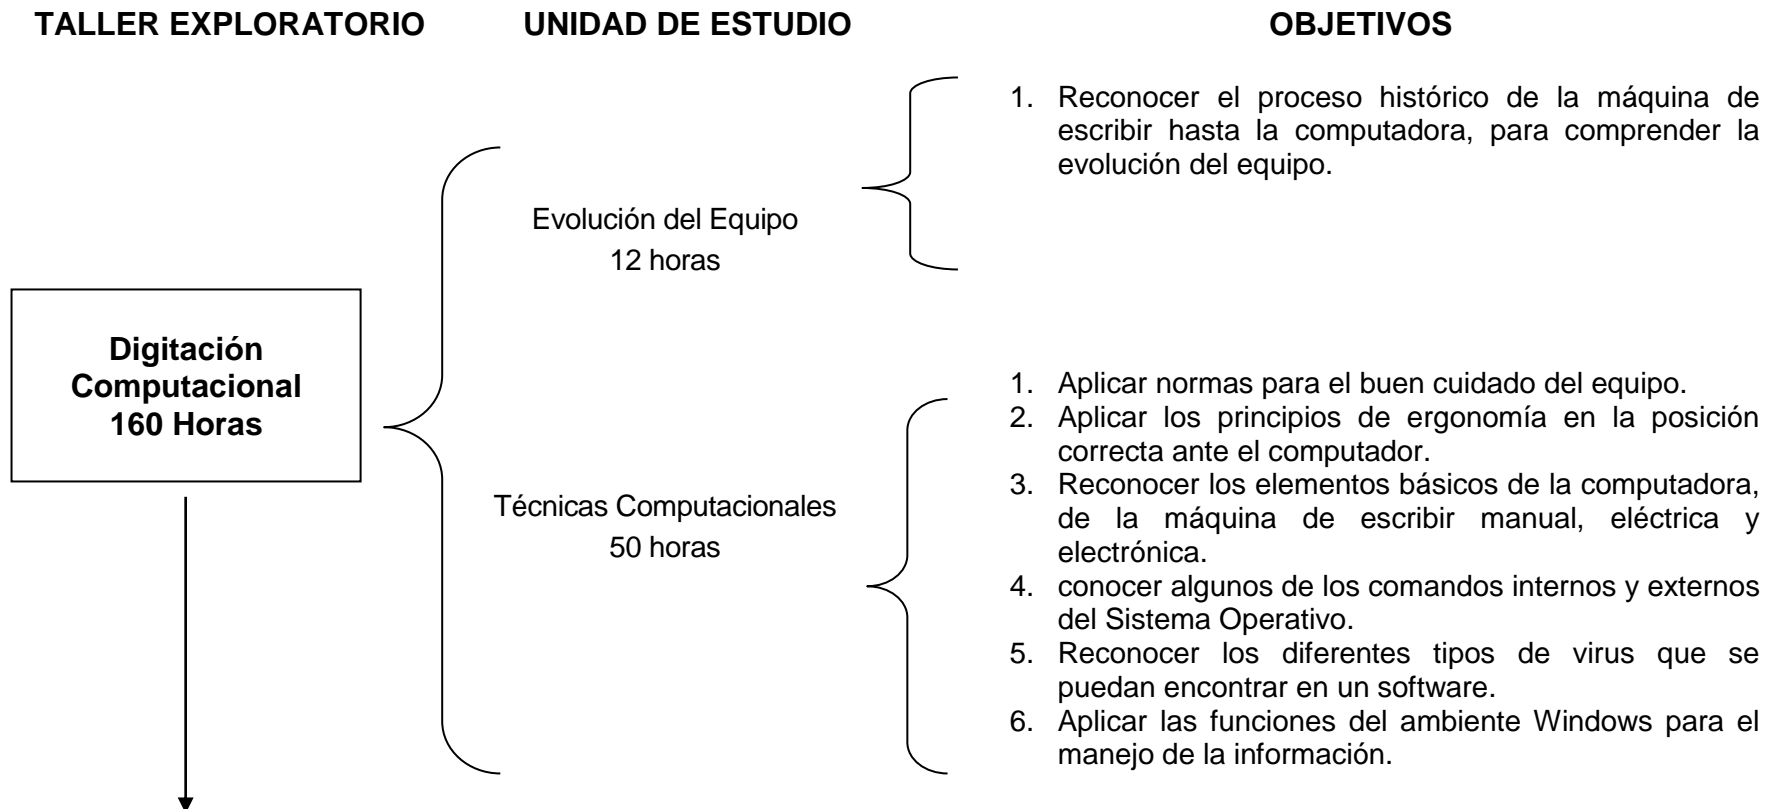 TALLER EXPLORATORIO UNIDAD DE ESTUDIO OBJETIVOS
Digitación
Computacional
160 Horas
Evolución del Equipo
12 horas
1. Reconocer el proceso histórico de la máquina de
escribir hasta la computadora, para comprender la
evolución del equipo.
Técnicas Computacionales
50 horas
1. Aplicar normas para el buen cuidado del equipo.
2. Aplicar los principios de ergonomía en la posición
correcta ante el computador.
3. Reconocer los elementos básicos de la computadora,
de la máquina de escribir manual, eléctrica y
electrónica.
4. conocer algunos de los comandos internos y externos
del Sistema Operativo.
5. Reconocer los diferentes tipos de virus que se
puedan encontrar en un software.
6. Aplicar las funciones del ambiente Windows para el
manejo de la información.